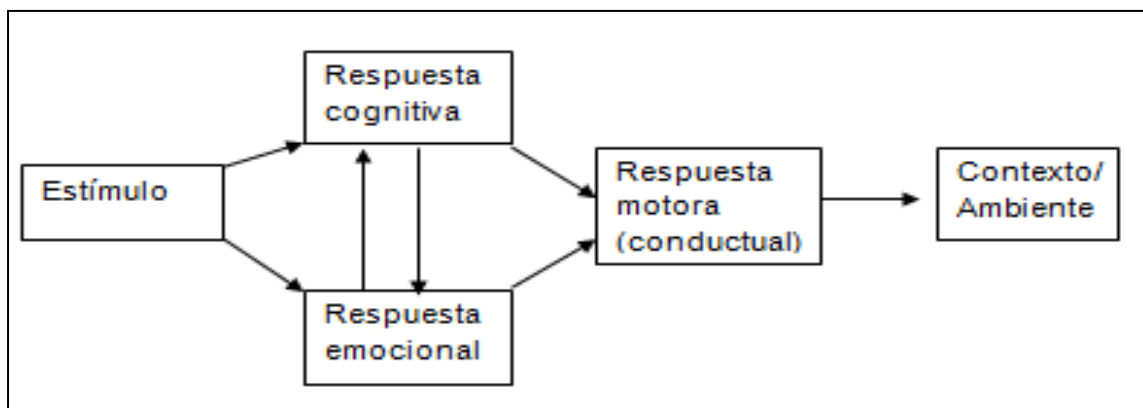 Respuesta
cognitiva
Estímulo
Respuesta
motora
(conductual)
Contexto/
Ambiente
Respuesta
emocional